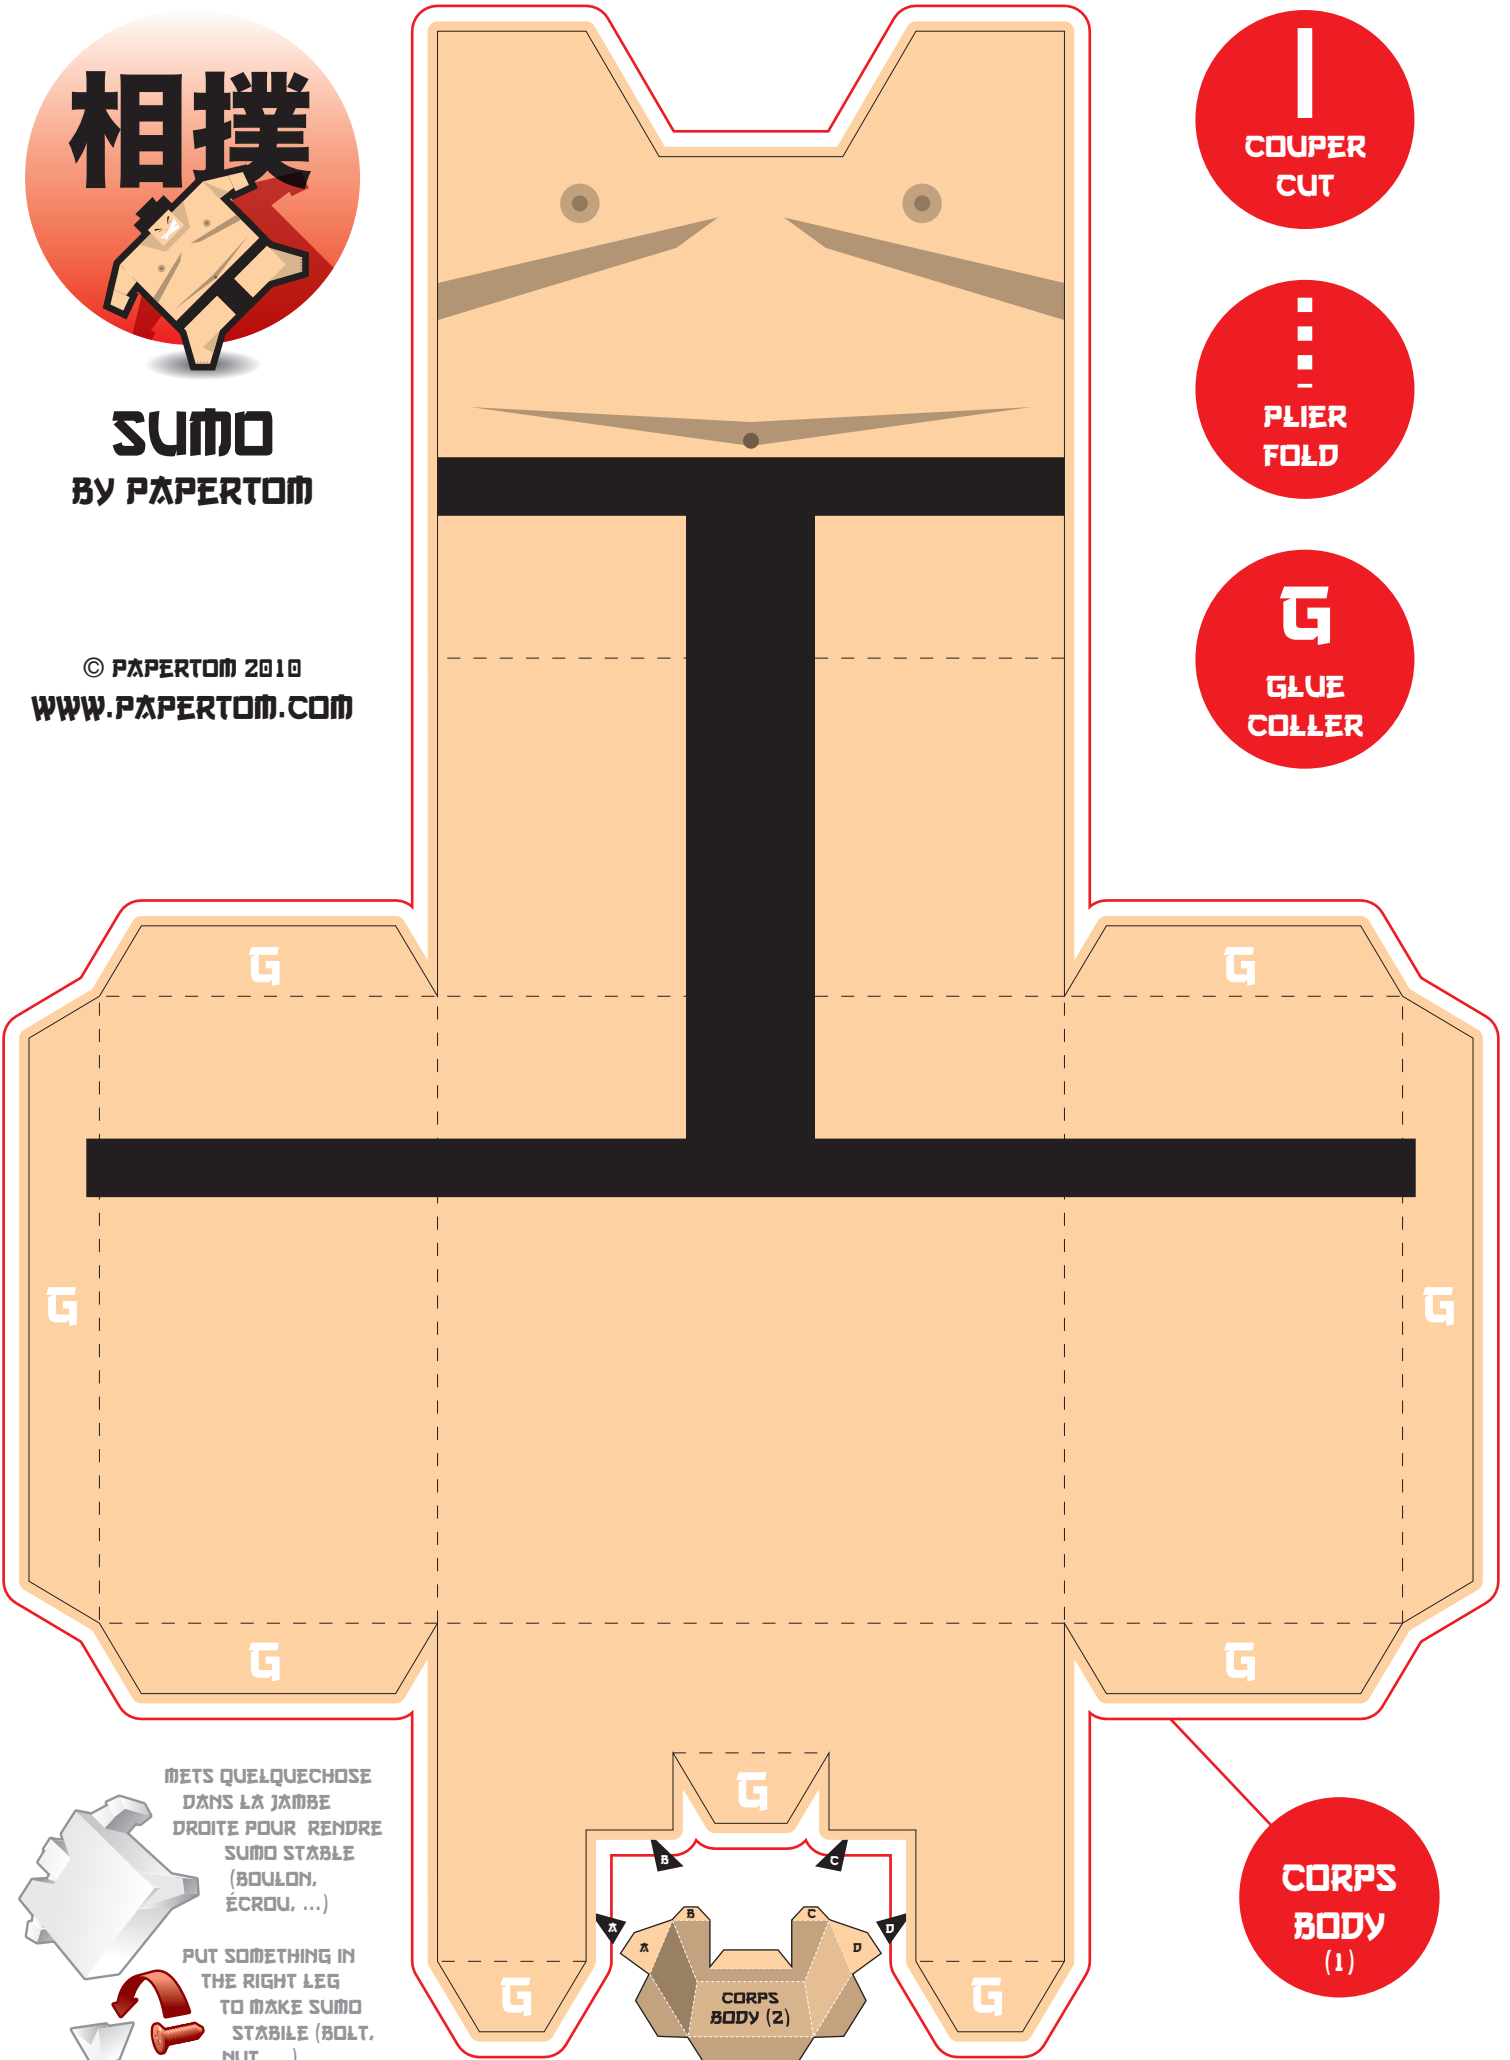 相撲
SUMO
BY PAPERTOM
© PAPERTOM 2010
WWW.PAPERTOM.COM
COUPER
CUT
PLIER
FOLD
G
GLUE
COLLER
G
G
G
G
G
G
G
G
G
METS QUELQUECHOSE
DANS LA JAMBE
DROITE POUR RENDRE
SUMO STABLE
(BOULON,
ÉCROU, ...)
PUT SOMETHING IN
THE RIGHT LEG
TO MAKE SUMO
STABILE (BOLT,
NUT, ...)
B
C
A
D
B
C
A
D
CORPS
BODY (2)
CORPS
BODY
(1)